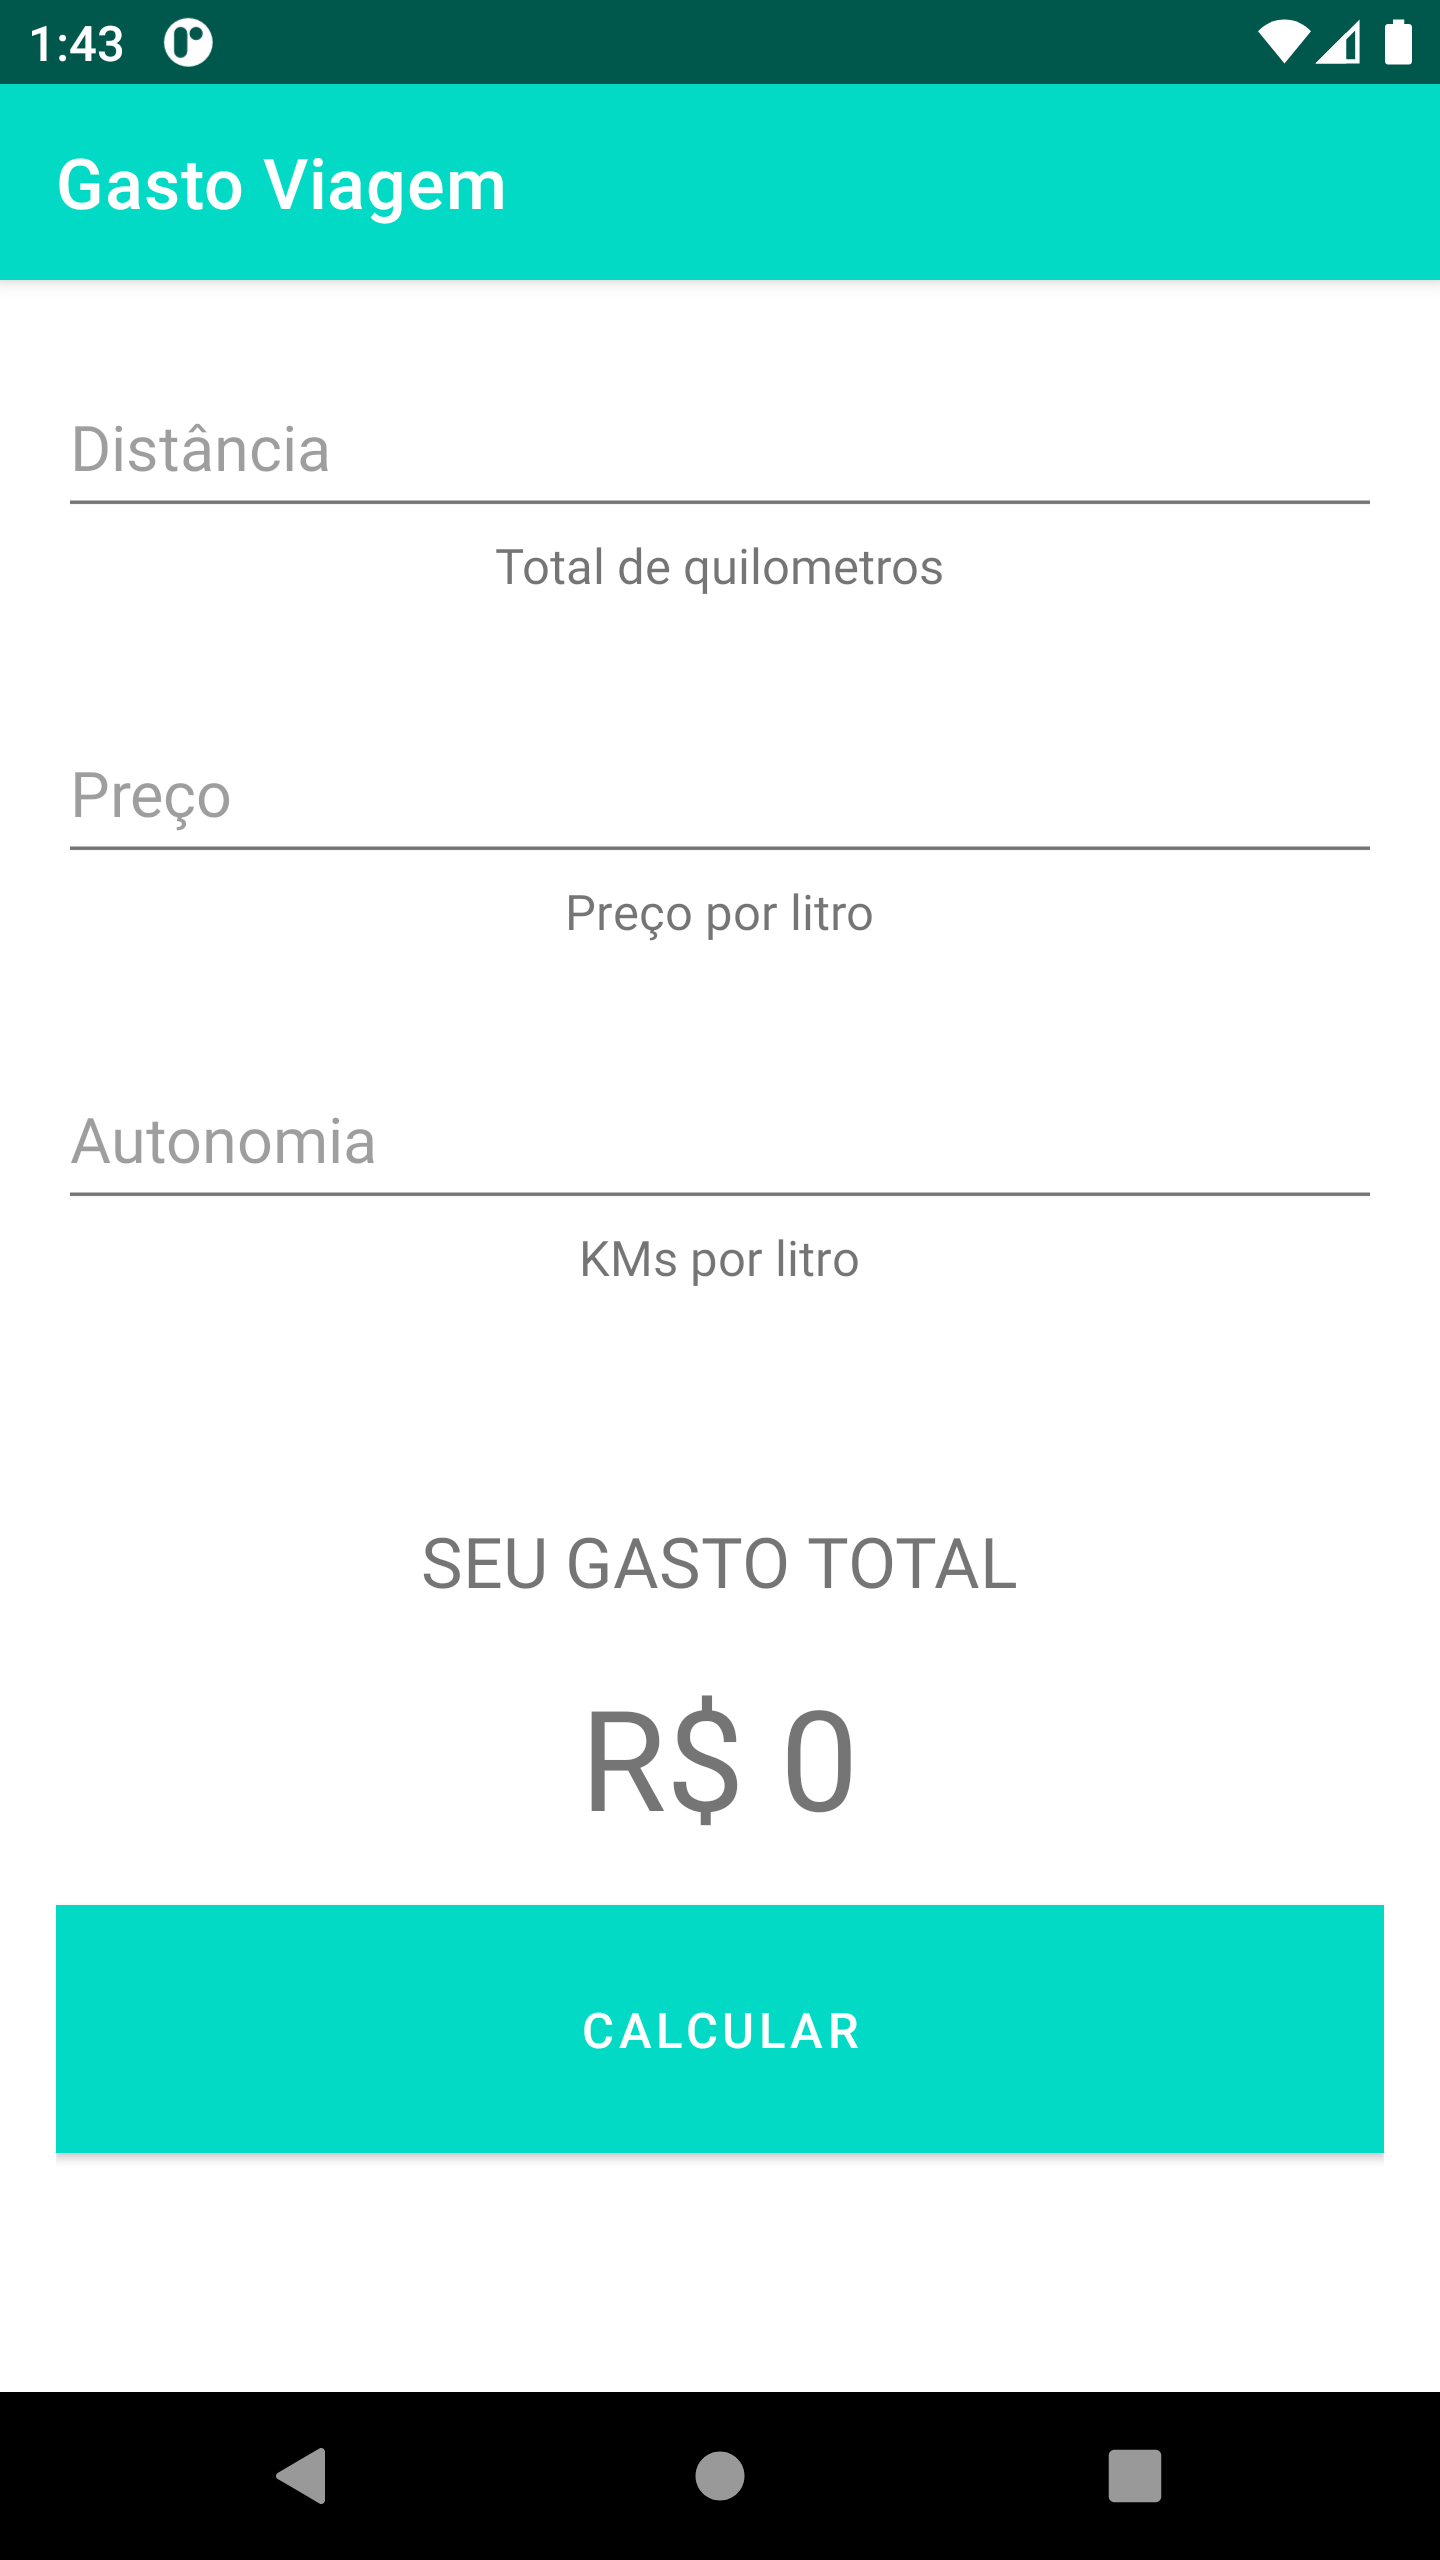 1:43
Gasto Viagem
Distância
Total de quilometros
Preço
Preço por litro
Autonomia
KMs por litro
SEU GASTO TOTAL
R$ 0
CALCULAR